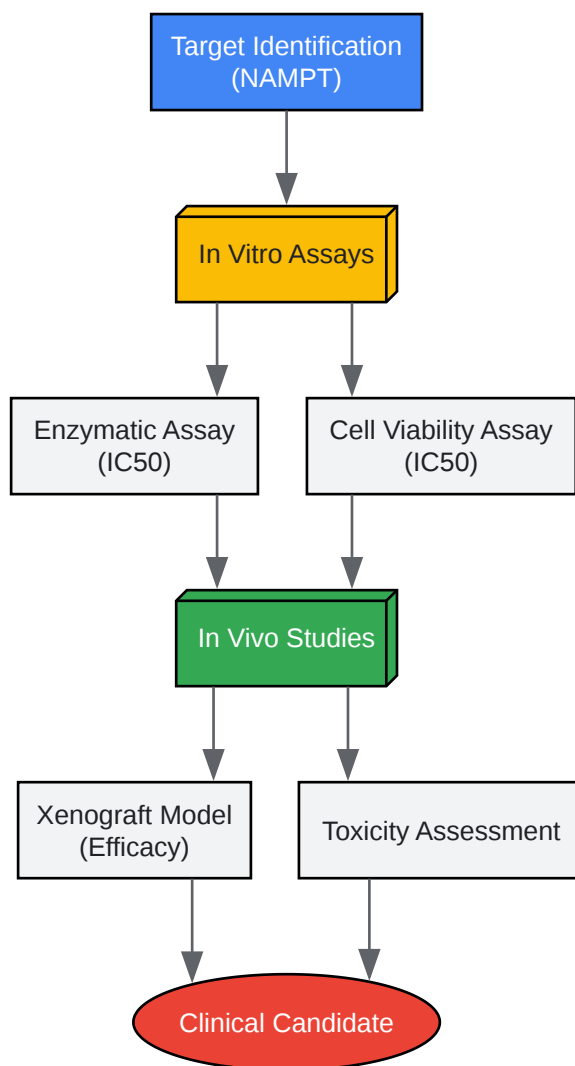 Target Identification
(NAMPT)
In Vitro Assays
Enzymatic Assay
(IC50)
Cell Viability Assay
(IC50)
In Vivo Studies
Xenograft Model
(Efficacy)
Toxicity Assessment
Clinical Candidate